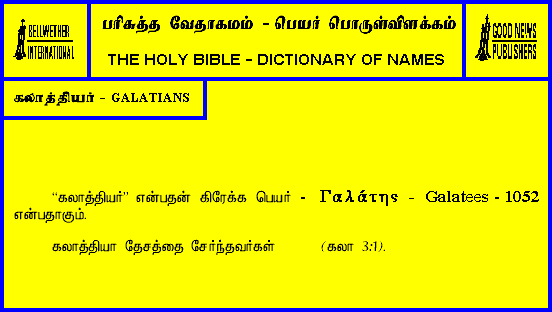 BELLWETHER
INTERNATIONAL
பரிசுத்த வேதாகமம் - பெயர் பொருள்விளக்கம்
THE HOLY BIBLE - DICTIONARY OF NAMES
GOOD NEWS
PUBLISHERS
கலாத்தியர் - GALATIANS
“கலாத்தியர்” என்பதன் கிரேக்க பெயர் - Γαλάτης - Galatees - 1052
என்பதாகும்.
கலாத்தியா தேசத்தை சேர்ந்தவர்கள் (கலா 3:1).